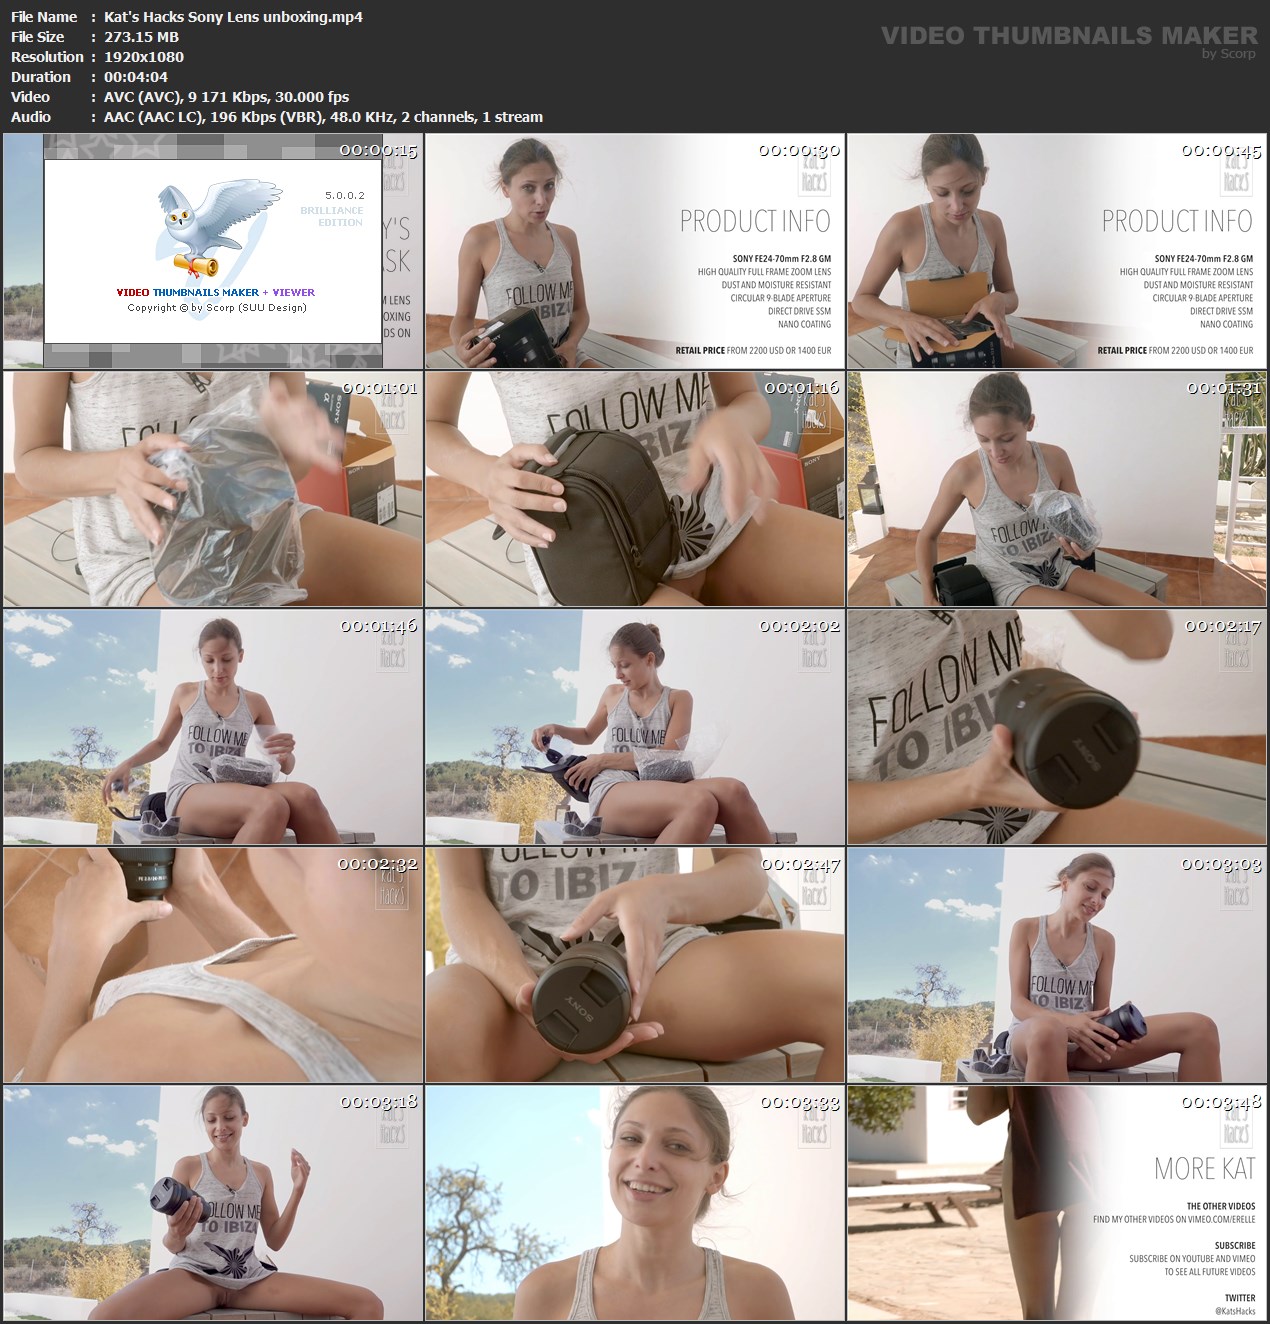 File Name : Kat's Hacks Sony Lens unboxing.mp4
File Size : 273.15 MB
Resolution : 1920x1080
Duration : 00:04:04
Video : AVC (AVC), 9 171 Kbps, 30.000 fps
Audio : AAC (AAC LC), 196 Kbps (VBR), 48.0 KHz, 2 channels, 1 stream
VIDEO THUMBNAILS MAKER
by Scorp
00:00:15
5.0.0.2
BRILLIANCE
EDITION
VIDEO THUMBNAILS MAKER + VIEWER
Copyright © by Scorp (SUU Design)
Y'S
SK
M LENS
OXING
DS ON
HACKS
00:00:30
Kat's
HACKS
PRODUCT INFO
SONY FE24-70mm F2.8 GM
HIGH QUALITY FULL FRAME ZOOM LENS
DUST AND MOISTURE RESISTANT
CIRCULAR 9-BLADE APERTURE
DIRECT DRIVE SSM
NANO COATING
RETAIL PRICE FROM 2200 USD OR 1400 EUR
FOLLOW ME
IBIZ
00:00:45
Kat's
HACKS
PRODUCT INFO
SONY FE24-70mm F2.8 GM
HIGH QUALITY FULL FRAME ZOOM LENS
DUST AND MOISTURE RESISTANT
CIRCULAR 9-BLADE APERTURE
DIRECT DRIVE SSM
NANO COATING
RETAIL PRICE FROM 2200 USD OR 1400 EUR
00:01:01
Kat's
HACKS
SONY
SONY
FOLLOW
00:01:16
Kat's
HACKS
FOLLOW ME
IBIZ
SONY
00:01:31
Kat's
HACKS
FOLLOW
TO IBIZA
00:01:46
Kat's
HACKS
FOLLOW ME
TO IBIZ
00:02:02
Kat's
HACKS
FOLLOW ME
TO IBIZ
00:02:17
Kat's
HACKS
FOLLOW ME
TO IBIZ
SONY
00:02:32
Kat's
HACKS
00:02:47
Kat's
HACKS
FOLLOW M
TO IBIZ
SONY
00:03:03
Kat's
HACKS
FOLLOW ME
TO IBIZ
00:03:18
Kat's
HACKS
OLLOW ME
TO IBIZ
00:03:33
Kat's
HACKS
00:03:48
Kat's
HACKS
MORE KAT
THE OTHER VIDEOS
FIND MY OTHER VIDEOS ON VIMEO.COM/ERELLE
SUBSCRIBE
SUBSCRIBE ON YOUTUBE AND VIMEO
TO SEE ALL FUTURE VIDEOS
TWITTER
@KatsHacks